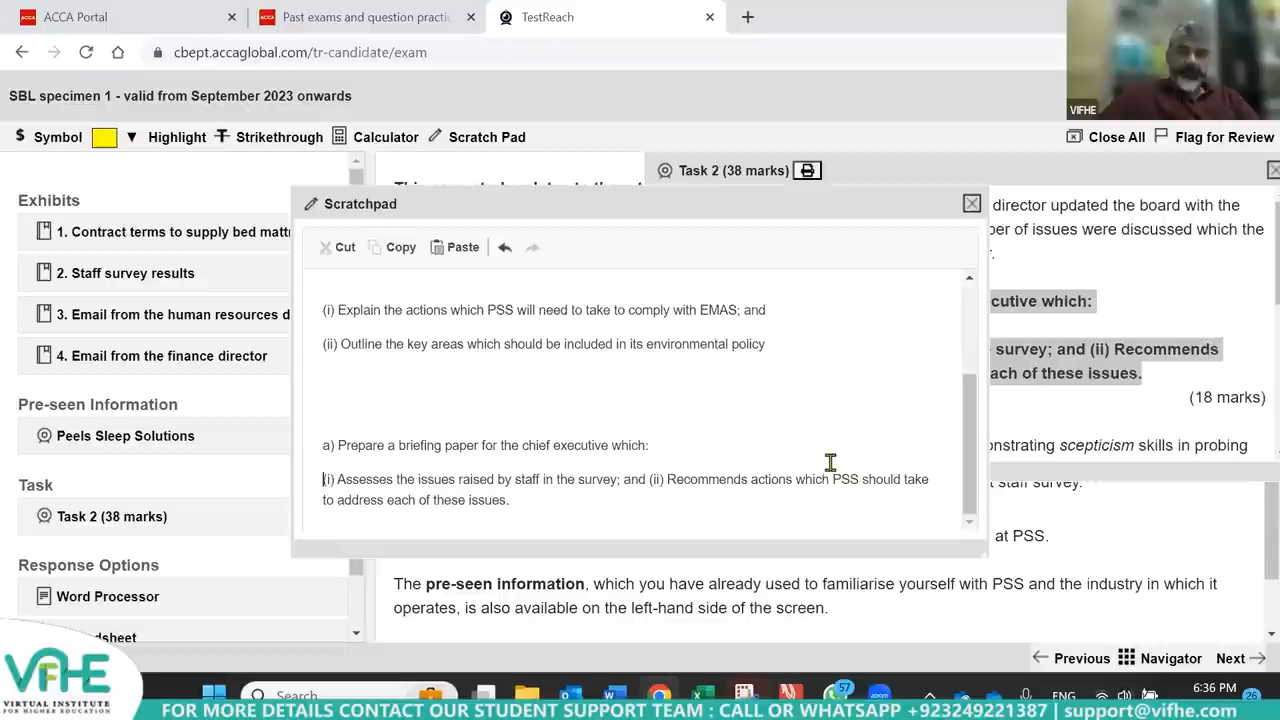 ACCA ACCA Portal
ACCA Past exams and question practi
TestReach
cbept.accaglobal.com/tr-candidate/exam
VIFHE
SBL specimen 1 - valid from September 2023 onwards
$ Symbol Highlight Strikethrough Calculator Scratch Pad Close All Flag for Review
Exhibits
1. Contract terms to supply bed mattr
2. Staff survey results
3. Email from the human resources d
4. Email from the finance director
Pre-seen Information
Peels Sleep Solutions
Task
Task 2 (38 marks)
Response Options
Word Processor
Task 2 (38 marks)
director updated the board with the
er of issues were discussed which the
ecutive which:
survey; and (ii) Recommends
ach of these issues.
(18 marks)
onstrating scepticism skills in probing
Scratchpad
Cut Copy Paste
(i) Explain the actions which PSS will need to take to comply with EMAS; and
(ii) Outline the key areas which should be included in its environmental policy
a) Prepare a briefing paper for the chief executive which:
(i) Assesses the issues raised by staff in the survey; and (ii) Recommends actions which PSS should take
to address each of these issues.
at PSS.
The pre-seen information, which you have already used to familiarise yourself with PSS and the industry in which it
operates, is also available on the left-hand side of the screen.
Previous Navigator Next
Search
57
ENG
6:36 PM
26
VIFHE
VIRTUAL INSTITUTE
FOR HIGHER EDUCATION
FOR MORE DETAILS CONTACT OUR STUDENT SUPPORT TEAM : CALL OR WHATSAPP +923249221387 | support@vifhe.com